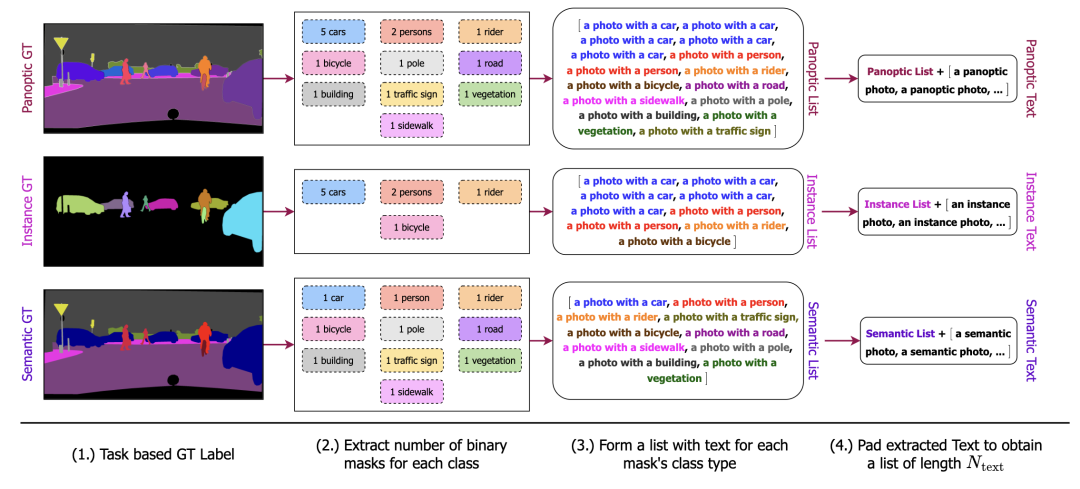 Panoptic GT
5 cars
2 persons
1 rider
1 bicycle
1 pole
1 road
1 building
1 traffic sign
1 vegetation
1 sidewalk
[ a photo with a car, a photo with a car,
a photo with a car, a photo with a car,
a photo with a car, a photo with a person,
a photo with a person, a photo with a rider,
a photo with a bicycle, a photo with a road,
a photo with a sidewalk, a photo with a pole,
a photo with a building, a photo with a
vegetation, a photo with a traffic sign ]
Panoptic List
Panoptic List + [ a panoptic
photo, a panoptic photo, ... ]
Panoptic Text
Instance GT
5 cars
2 persons
1 rider
1 bicycle
[ a photo with a car, a photo with a car,
a photo with a car, a photo with a car,
a photo with a car, a photo with a person,
a photo with a person, a photo with a rider,
a photo with a bicycle ]
Instance List
Instance List + [ an instance
photo, an instance photo, ... ]
Instance Text
Semantic GT
1 car
1 person
1 rider
1 bicycle
1 pole
1 road
1 building
1 traffic sign
1 vegetation
1 sidewalk
[ a photo with a car, a photo with a person,
a photo with a rider, a photo with a traffic sign,
a photo with a bicycle, a photo with a road,
a photo with a sidewalk, a photo with a pole,
a photo with a building, a photo with a
vegetation ]
Semantic List
Semantic List + [ a semantic
photo, a semantic photo, ... ]
Semantic Text
(1.) Task based GT Label
(2.) Extract number of binary
masks for each class
(3.) Form a list with text for each
mask's class type
(4.) Pad extracted Text to obtain
a list of length N_text